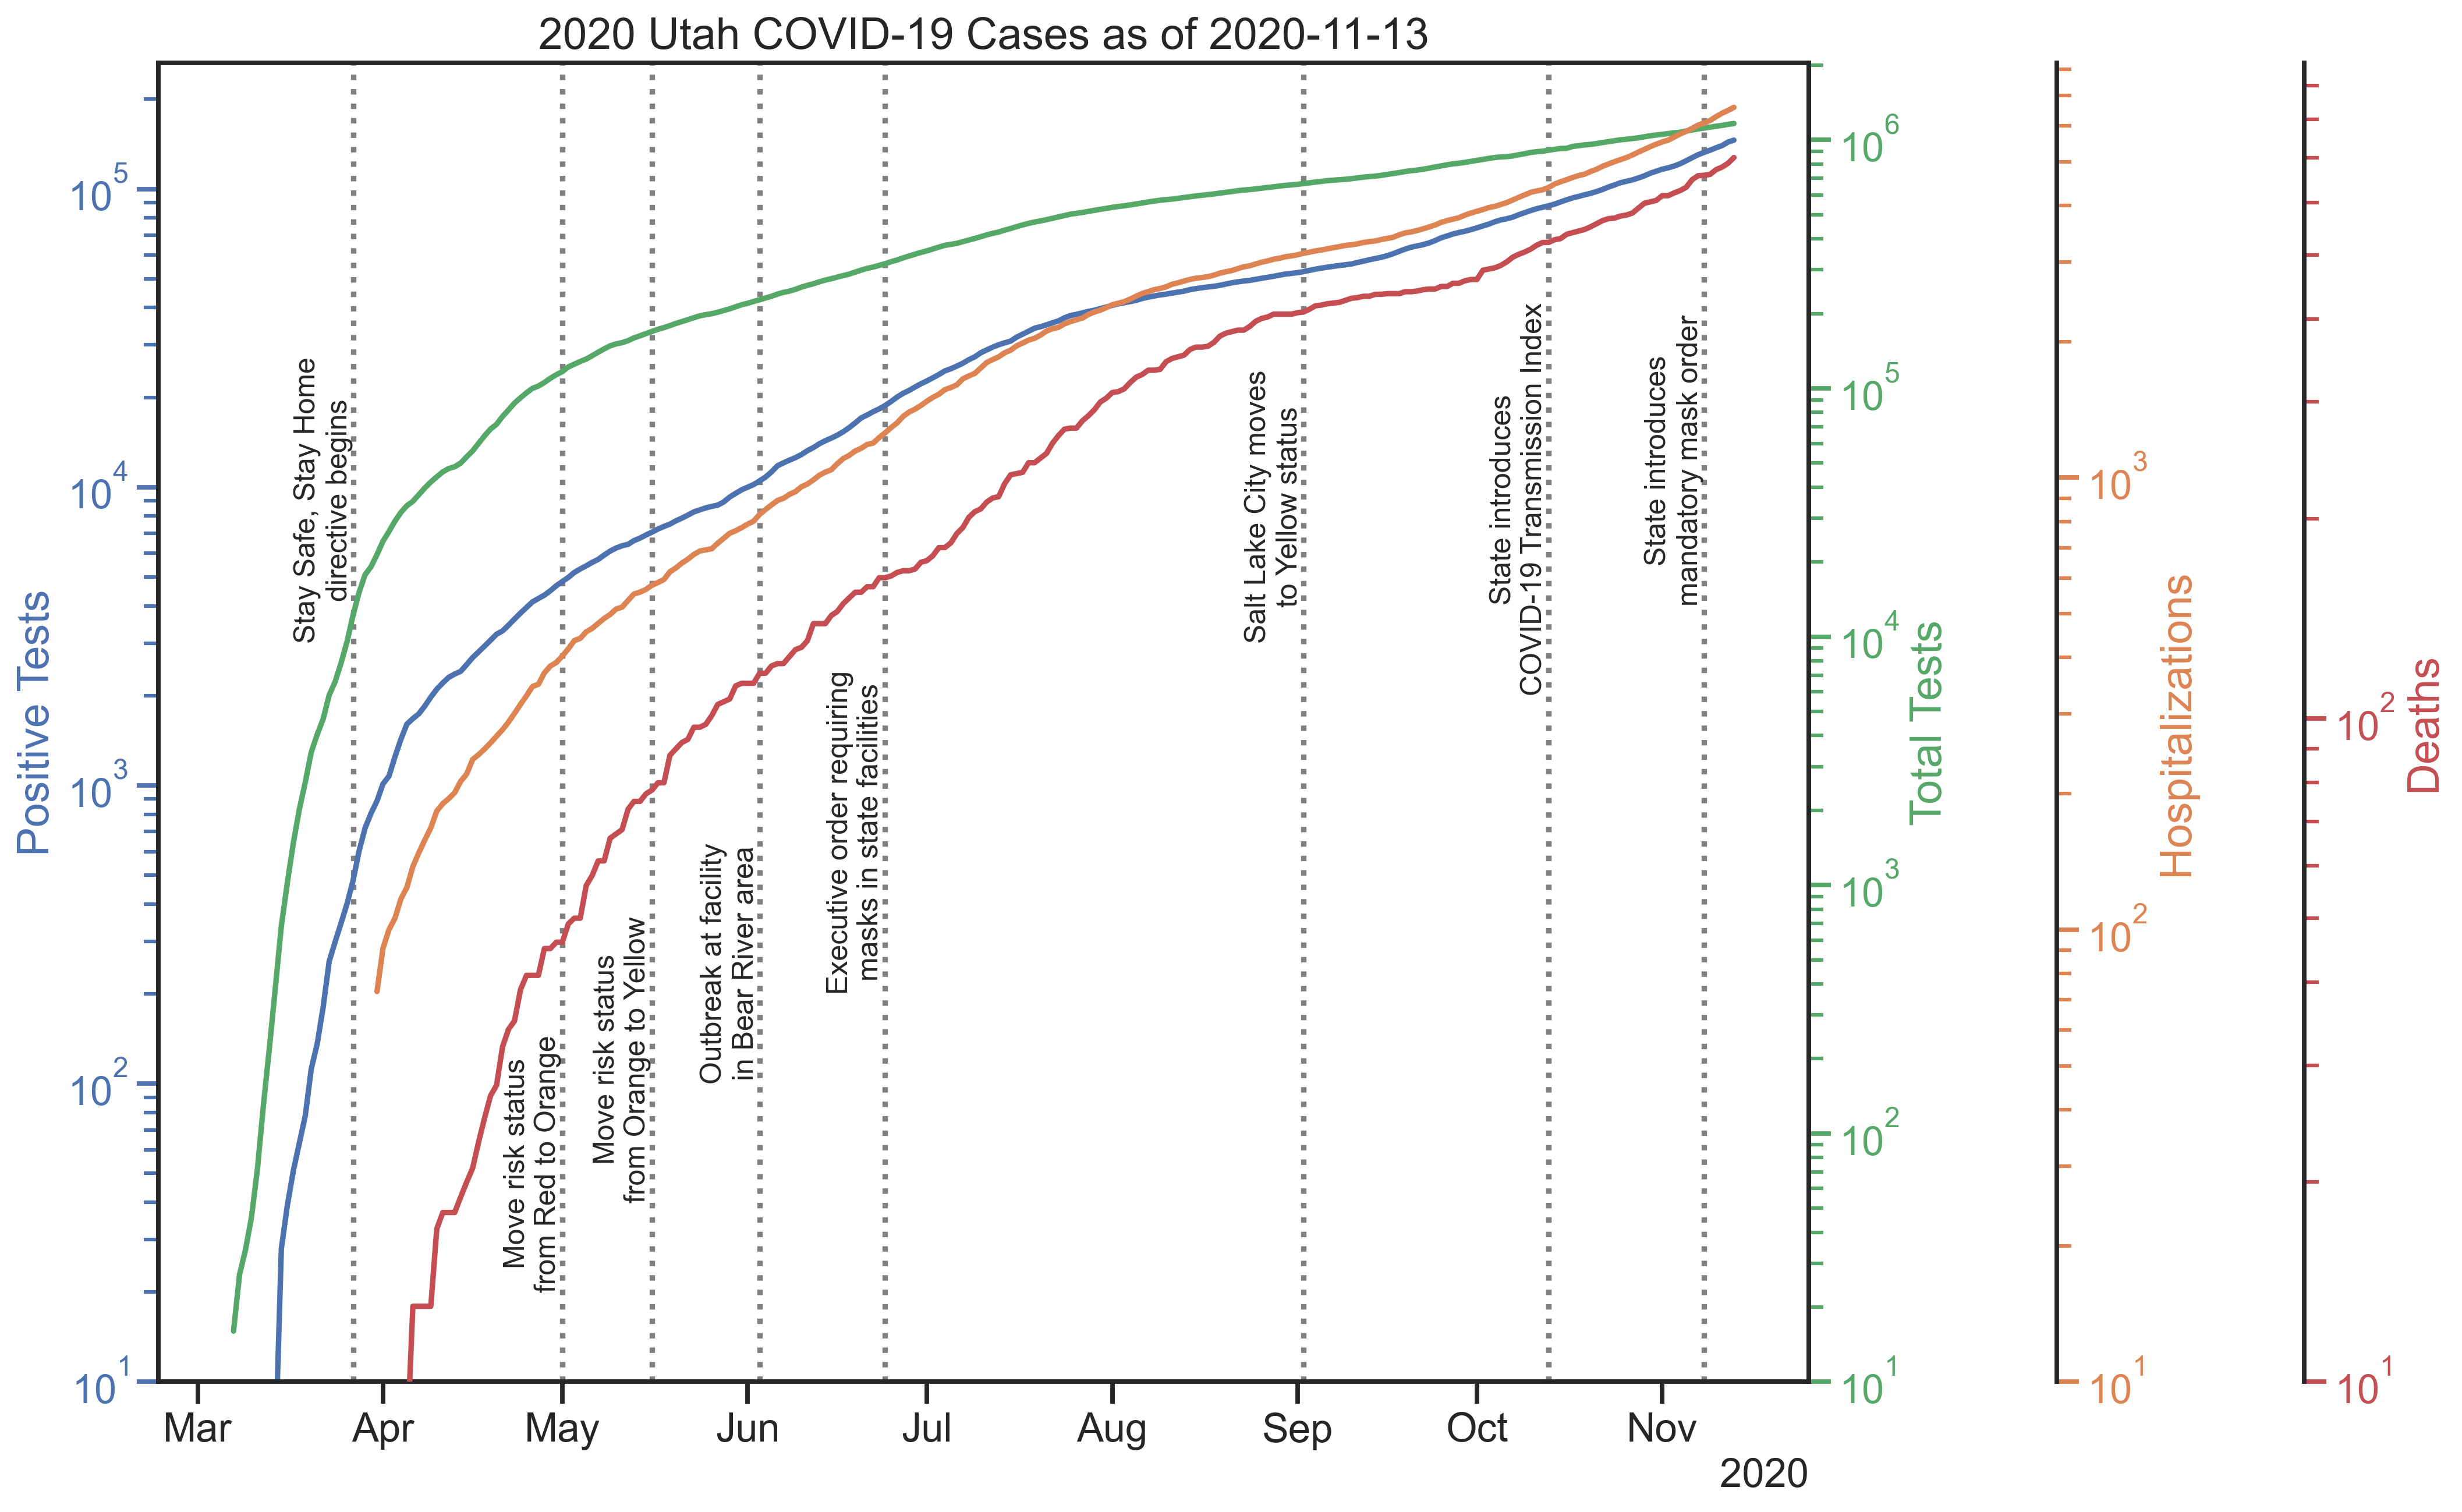 2020 Utah COVID-19 Cases as of 2020-11-13
Positive Tests
10^5
10^4
10^3
10^2
10^1
Stay Safe, Stay Home
directive begins
Move risk status
from Red to Orange
Move risk status
from Orange to Yellow
Outbreak at facility
in Bear River area
Executive order requiring
masks in state facilities
Salt Lake City moves
to Yellow status
State introduces
COVID-19 Transmission Index
State introduces
mandatory mask order
10^6
10^5
10^4
10^3
10^2
10^1
Total Tests
10^3
10^2
10^1
Hospitalizations
10^2
10^1
Deaths
Mar Apr May Jun Jul Aug Sep Oct Nov
2020